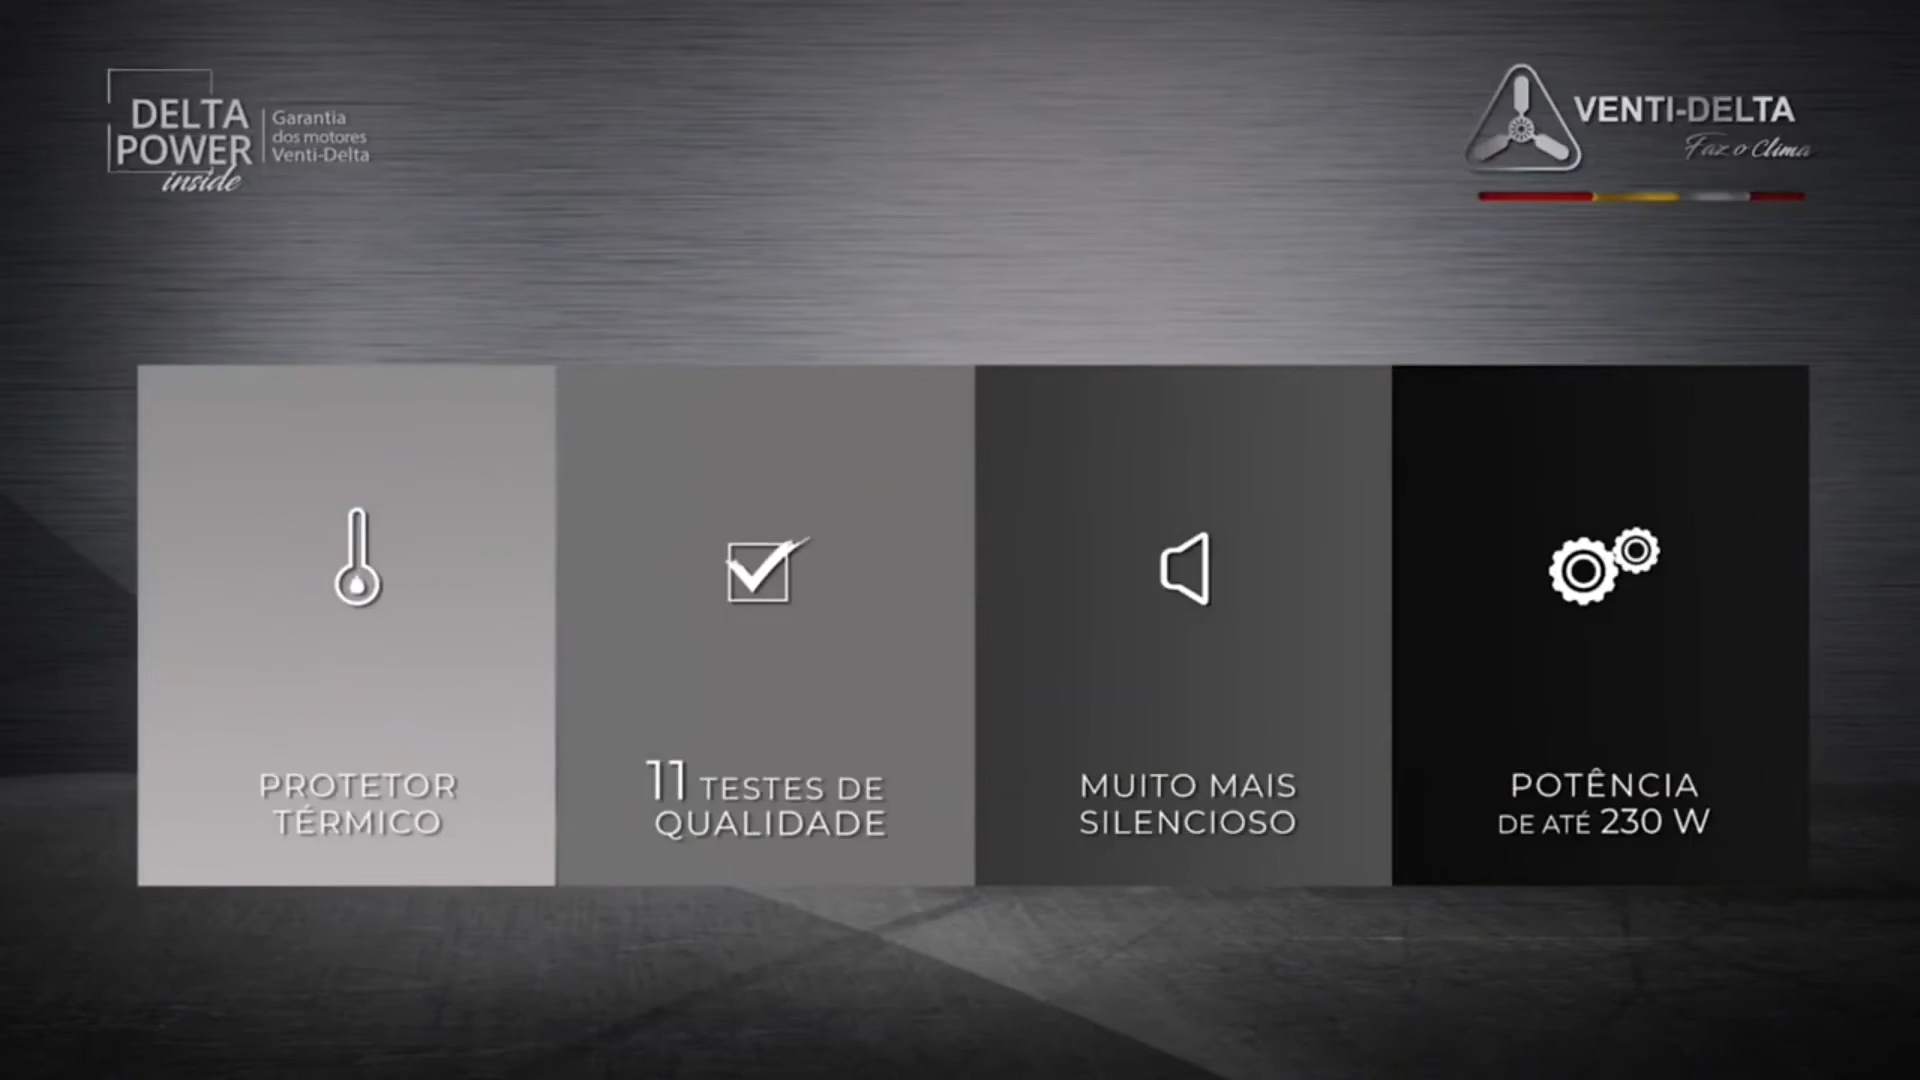 DELTA
POWER
inside
Garantia
dos motores
Venti-Delta
VENTI-DELTA
Faz o Clima
PROTETOR
TÉRMICO
11 TESTES DE
QUALIDADE
MUITO MAIS
SILENCIOSO
POTÊNCIA
DE ATÉ 230 W